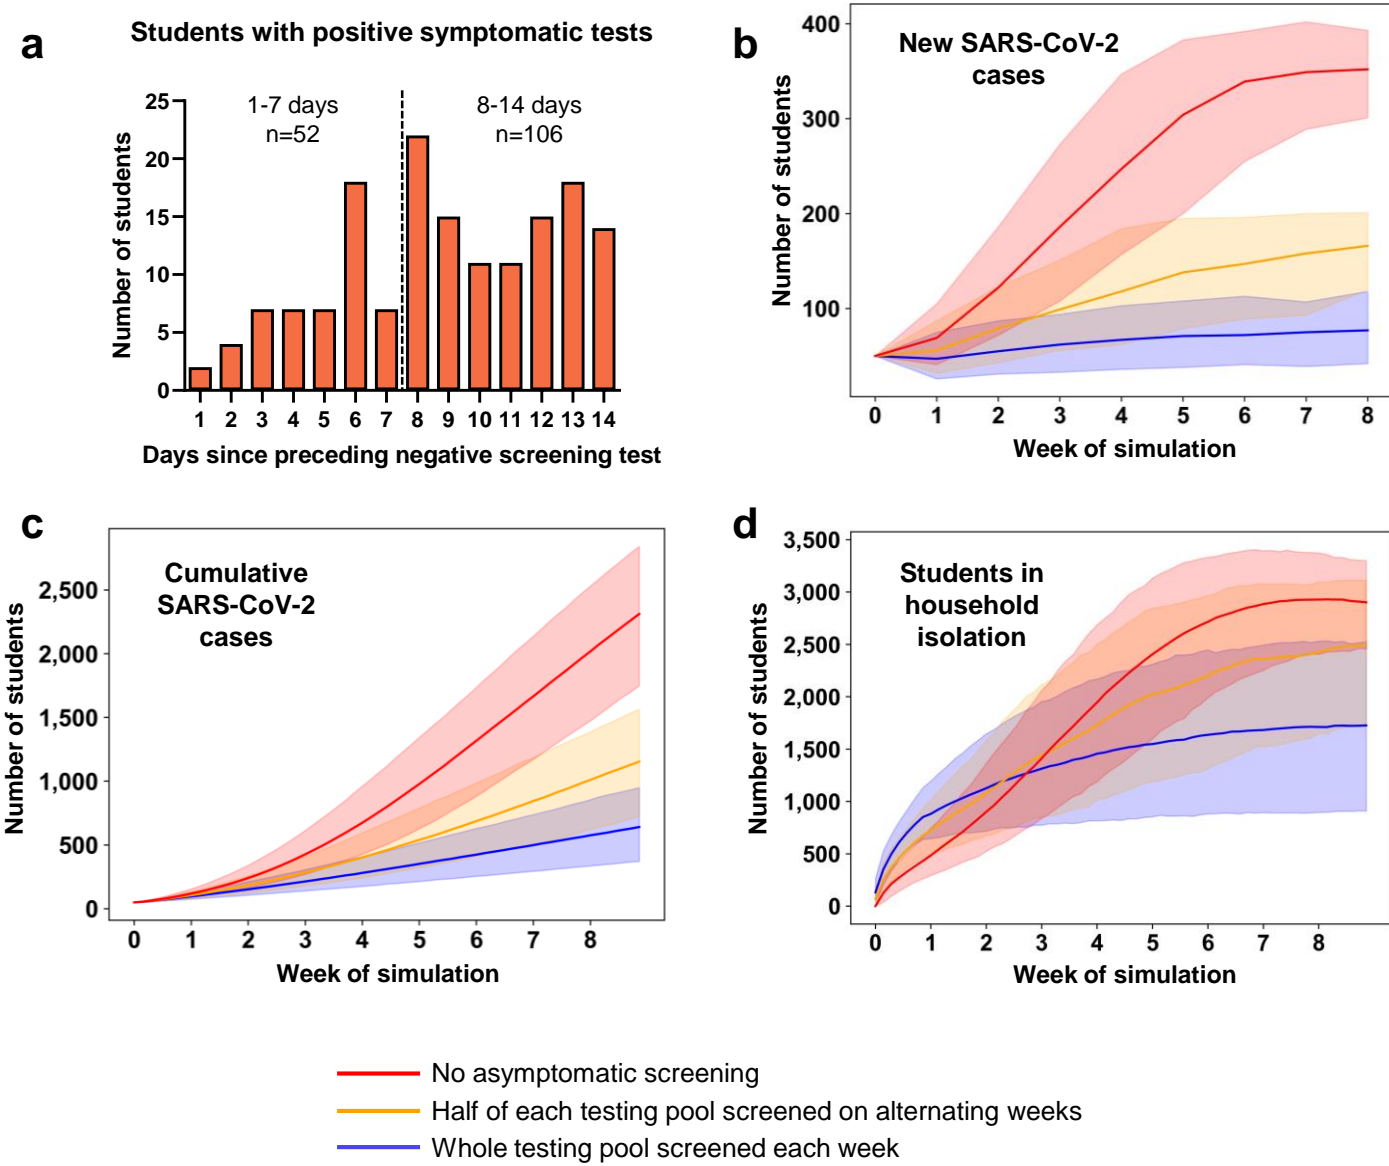 a
Students with positive symptomatic tests
Number of students
25
20
15
10
5
0
1-7 days
n=52
8-14 days
n=106
1 2 3 4 5 6 7 8 9 10 11 12 13 14
Days since preceding negative screening test
b
New SARS-CoV-2
cases
Number of students
400
300
200
100
0 1 2 3 4 5 6 7 8
Week of simulation
c
Cumulative
SARS-CoV-2
cases
Number of students
2,500
2,000
1,500
1,000
500
0
0 1 2 3 4 5 6 7 8
Week of simulation
d
Students in
household
isolation
Number of students
3,500
3,000
2,500
2,000
1,500
1,000
500
0
0 1 2 3 4 5 6 7 8
Week of simulation
No asymptomatic screening
Half of each testing pool screened on alternating weeks
Whole testing pool screened each week